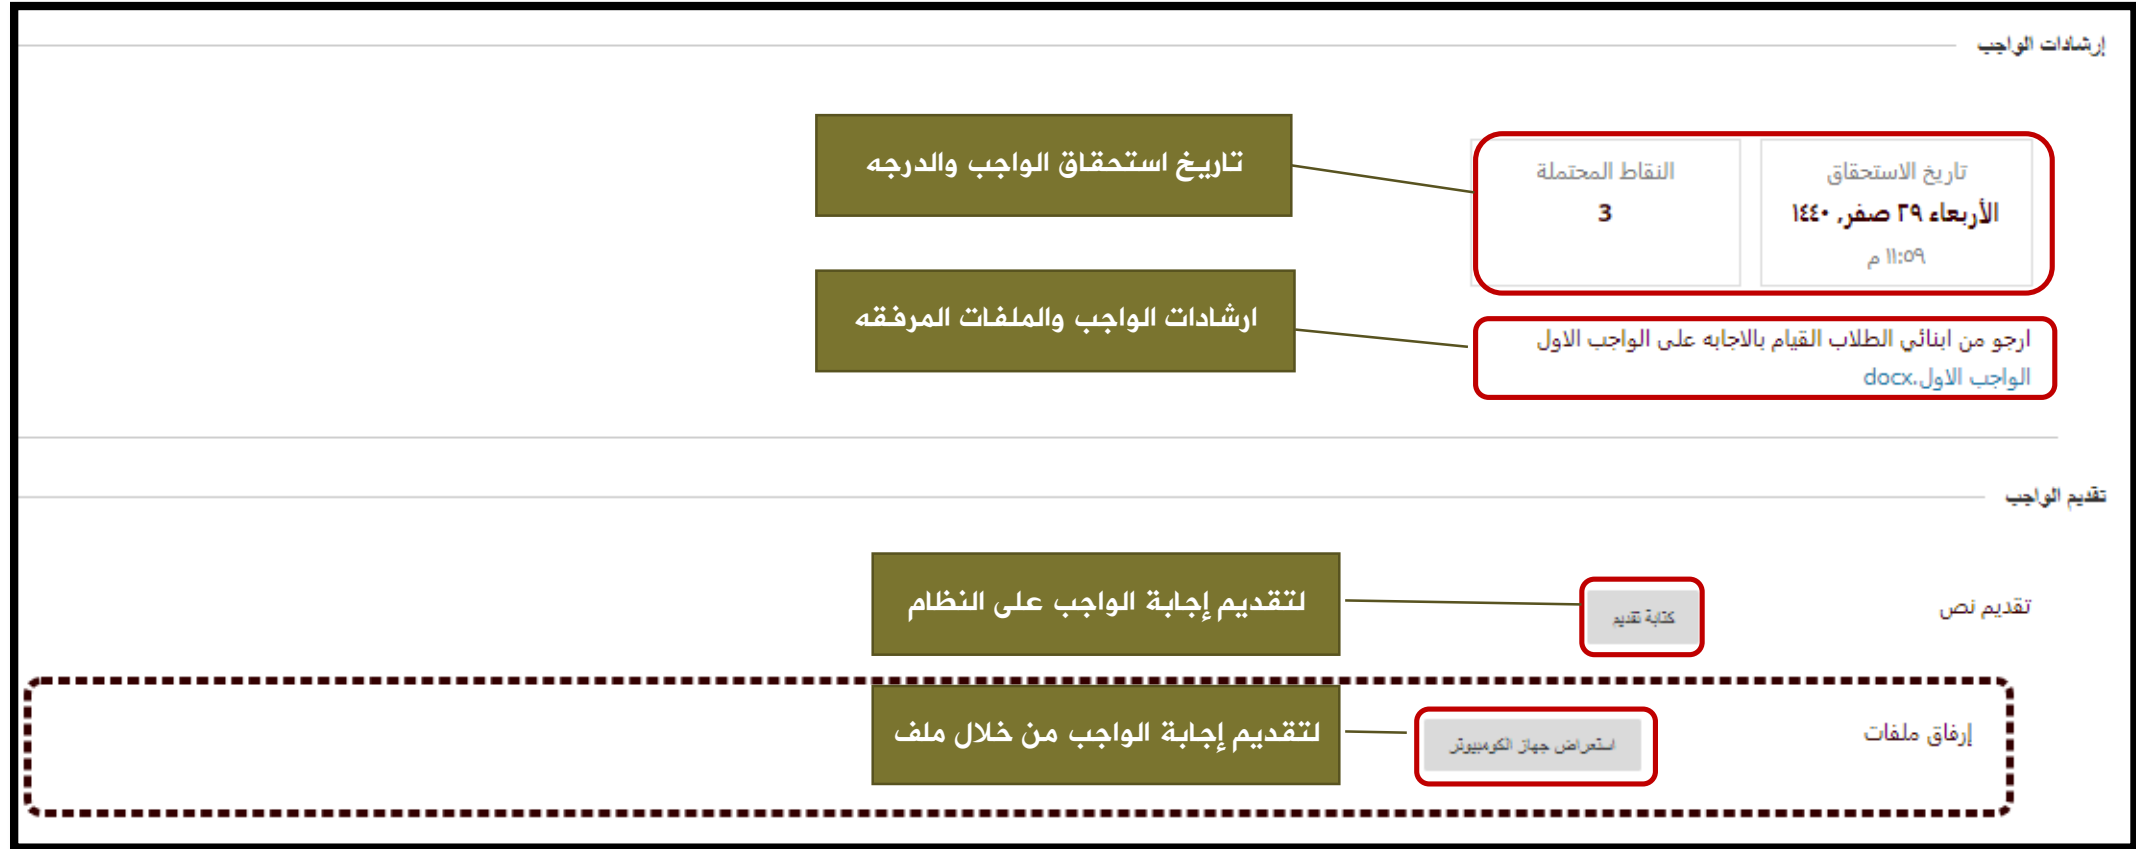 إرشادات الواجب
تاريخ الاستحقاق
الأربعاء ٢٩ صفر, ١٤٤٠
١١:٥٩ م
النقاط المحتملة
3
تاريخ استحقاق الواجب والدرجه
ارجو من ابنائي الطلاب القيام بالاجابه على الواجب الاول
الواجب الاول.docx
ارشادات الواجب والملفات المرفقه
تقديم الواجب
تقديم نص
كتابة تقديم
لتقديم إجابة الواجب على النظام
إرفاق ملفات
استعراض جهاز الكومبيوتر
لتقديم إجابة الواجب من خلال ملف